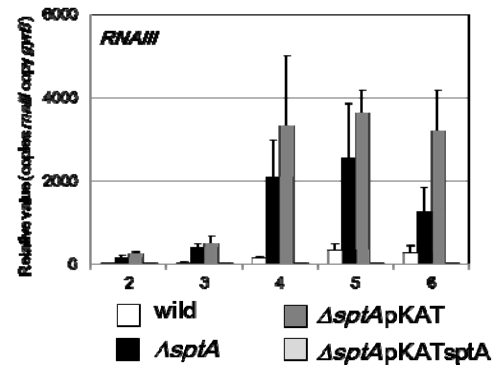 RNAIII
Relative value (copies rnaIII/ copy gyrB)
6000
4000
2000
0
2 3 4 5 6
wild
ΔsptA
ΔsptApKAT
ΔsptApKATsptA